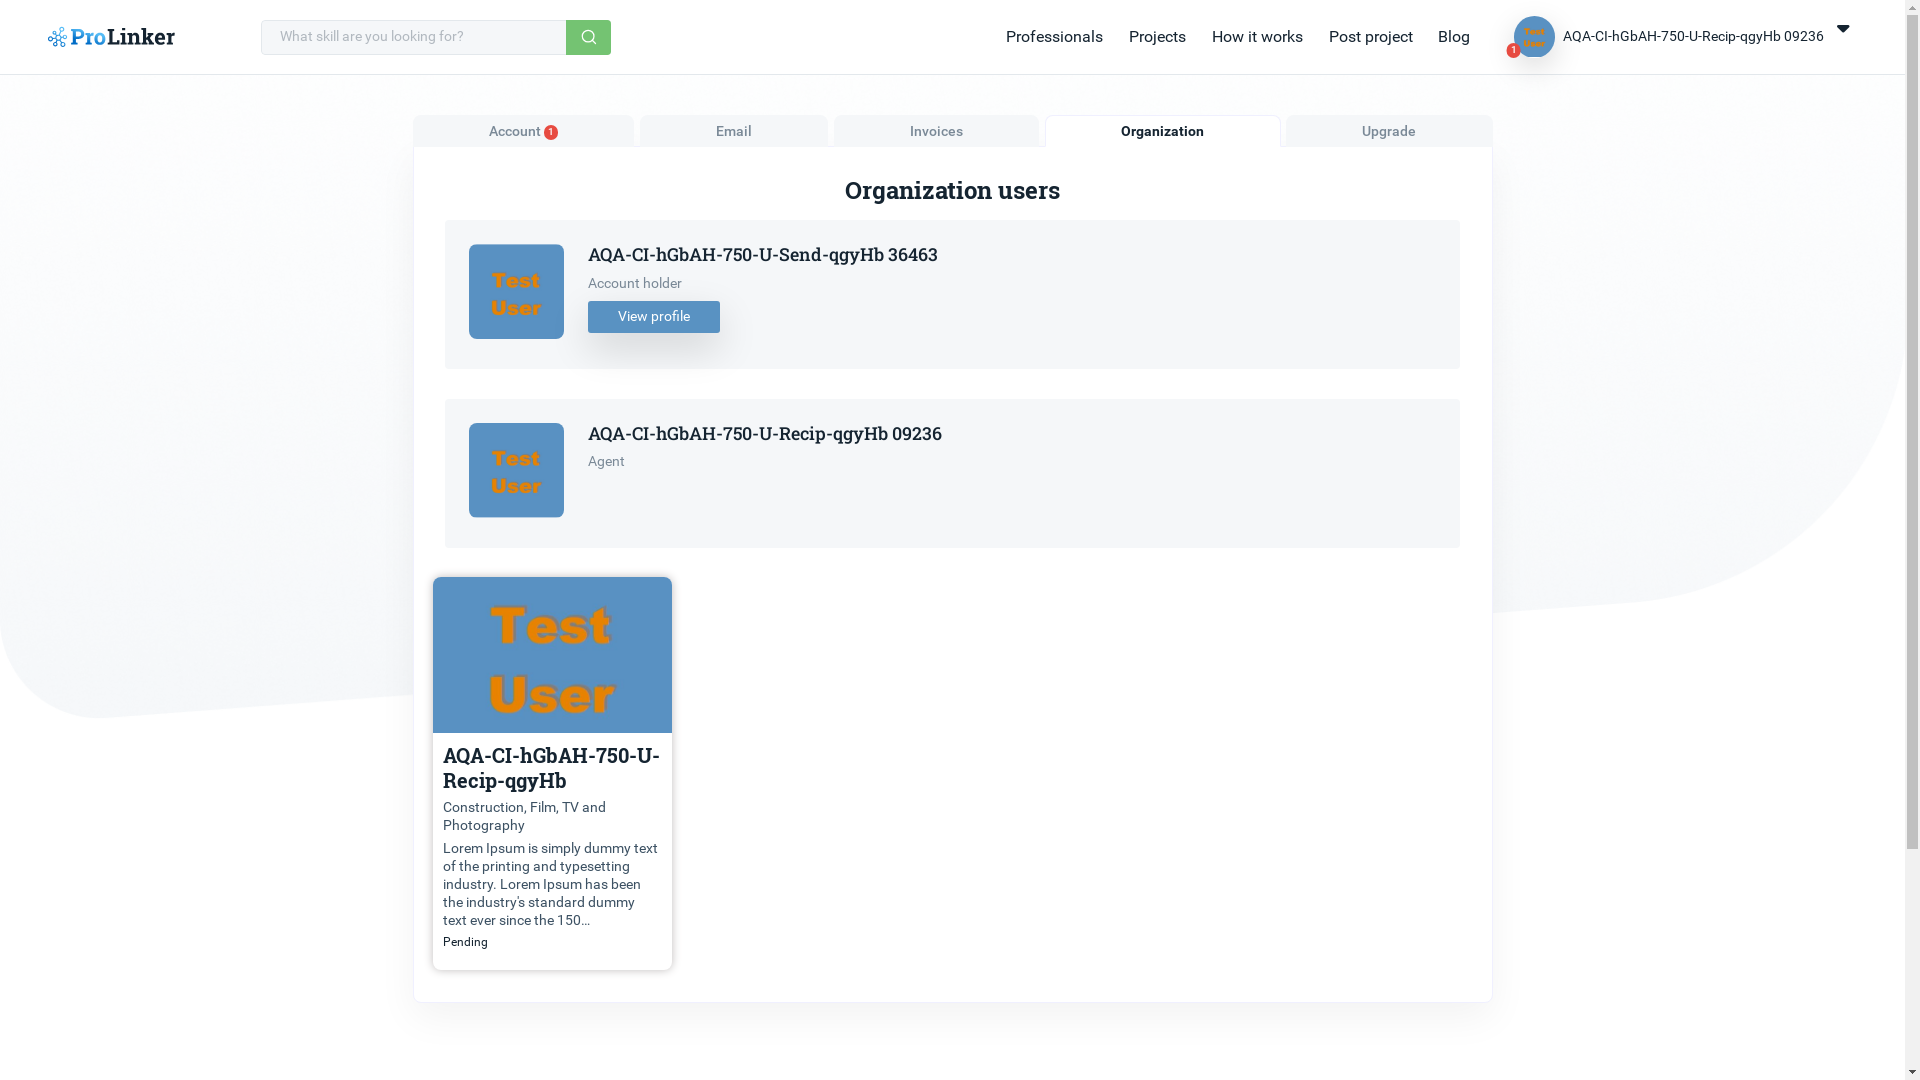 ProLinker
What skill are you looking for?
Professionals
Projects
How it works
Post project
Blog
Test
User
1
AQA-CI-hGbAH-750-U-Recip-qgyHb 09236
Account 1
Email
Invoices
Organization
Upgrade
Organization users
Test
User
AQA-CI-hGbAH-750-U-Send-qgyHb 36463
Account holder
View profile
Test
User
AQA-CI-hGbAH-750-U-Recip-qgyHb 09236
Agent
Test
User
AQA-CI-hGbAH-750-U-
Recip-qgyHb
Construction, Film, TV and
Photography
Lorem Ipsum is simply dummy text
of the printing and typesetting
industry. Lorem Ipsum has been
the industry's standard dummy
text ever since the 150...
Pending